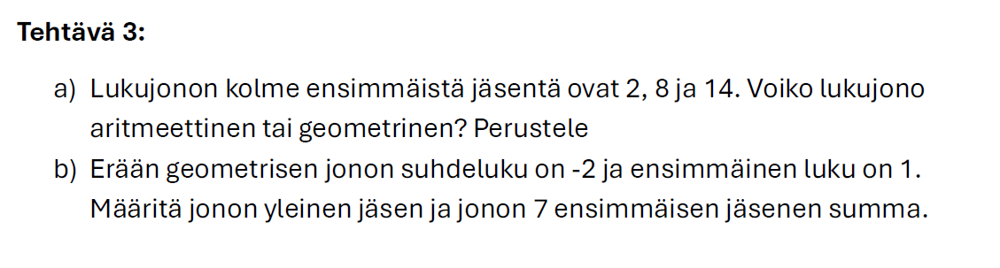 Tehtävä 3:
a) Lukujonon kolme ensimmäistä jäsentä ovat 2, 8 ja 14. Voiko lukujono
aritmeettinen tai geometrinen? Perustele
b) Erään geometrisen jonon suhdeluku on -2 ja ensimmäinen luku on 1.
Määritä jonon yleinen jäsen ja jonon 7 ensimmäisen jäsenen summa.